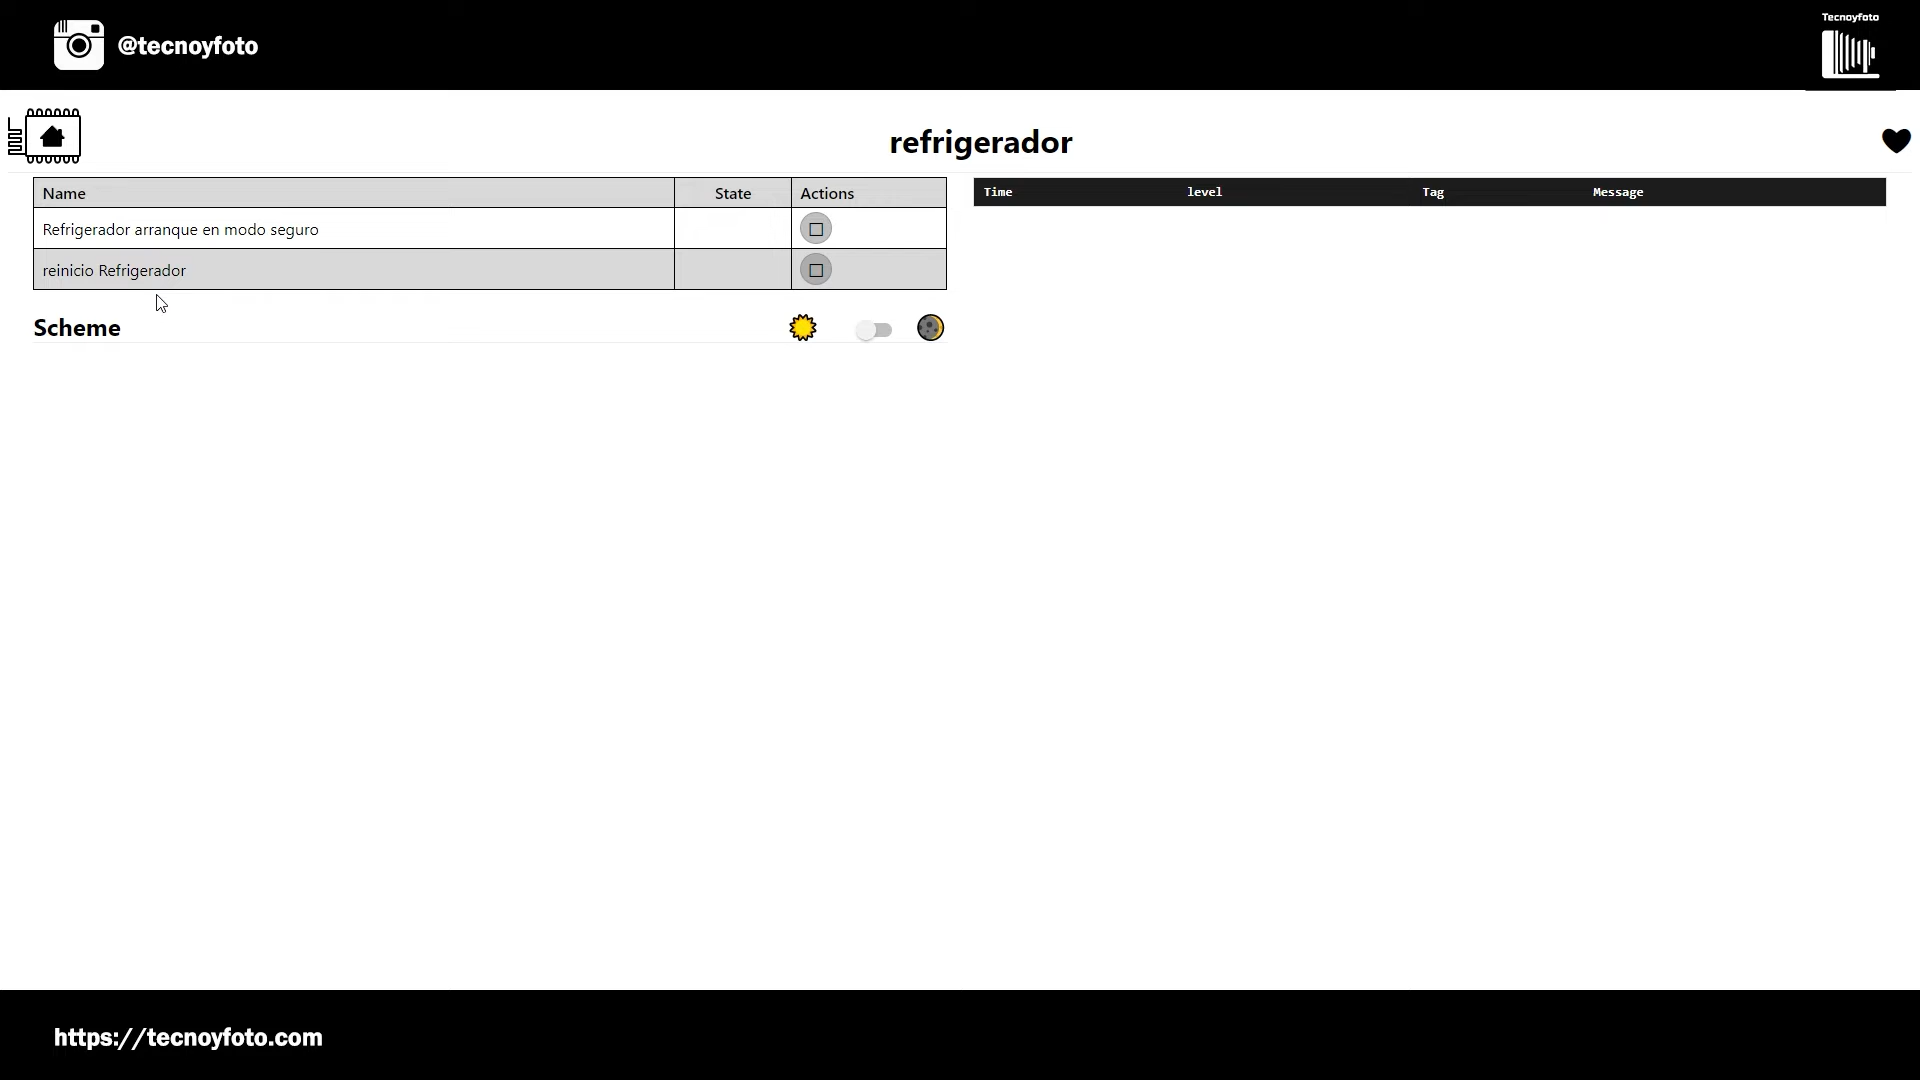 @tecnoyfoto
Tecnoyfoto
refrigerador
Name State Actions
Refrigerador arranque en modo seguro
reinicio Refrigerador
Scheme
Time level Tag Message
https://tecnoyfoto.com